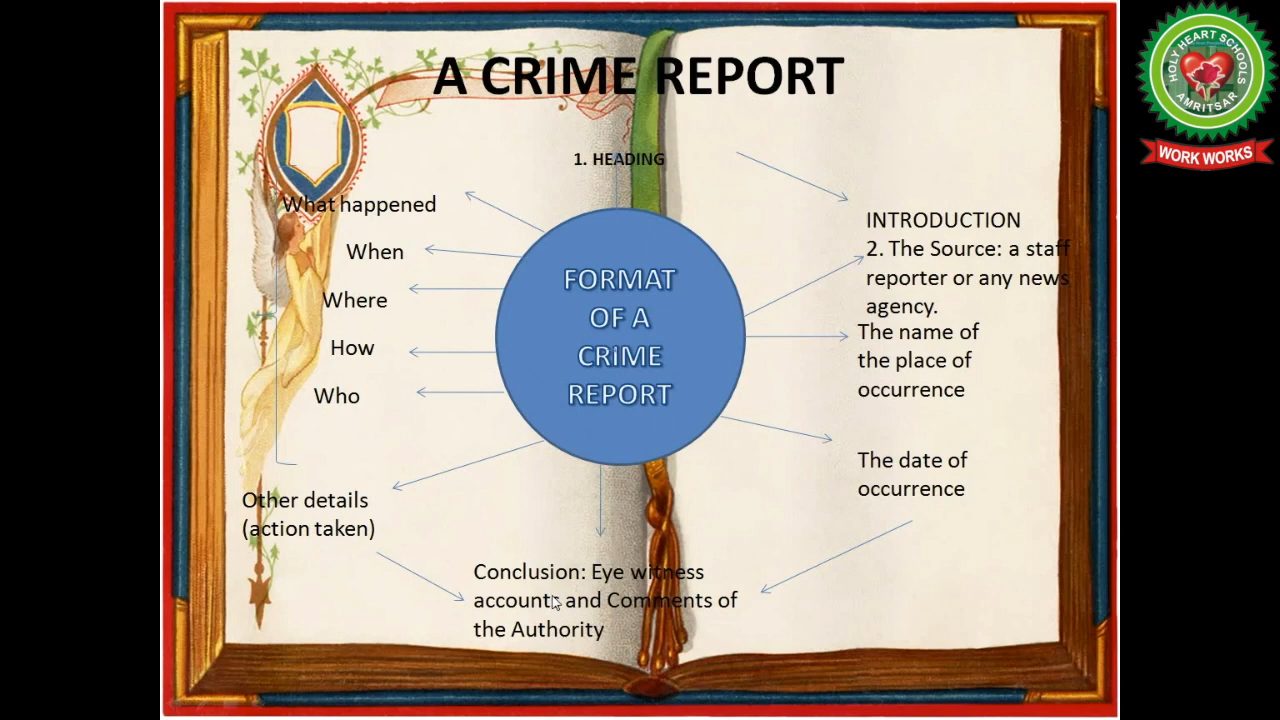 A CRIME REPORT
1. HEADING
What happened
When
Where
How
Who
Other details
(action taken)
FORMAT
OF A
CRIME
REPORT
INTRODUCTION
2. The Source: a staff
reporter or any news
agency.
The name of
the place of
occurrence
The date of
occurrence
Conclusion: Eye witness
accounts and Comments of
the Authority
HOLY HEART SCHOOLS
AMRITSAR
WORK WORKS